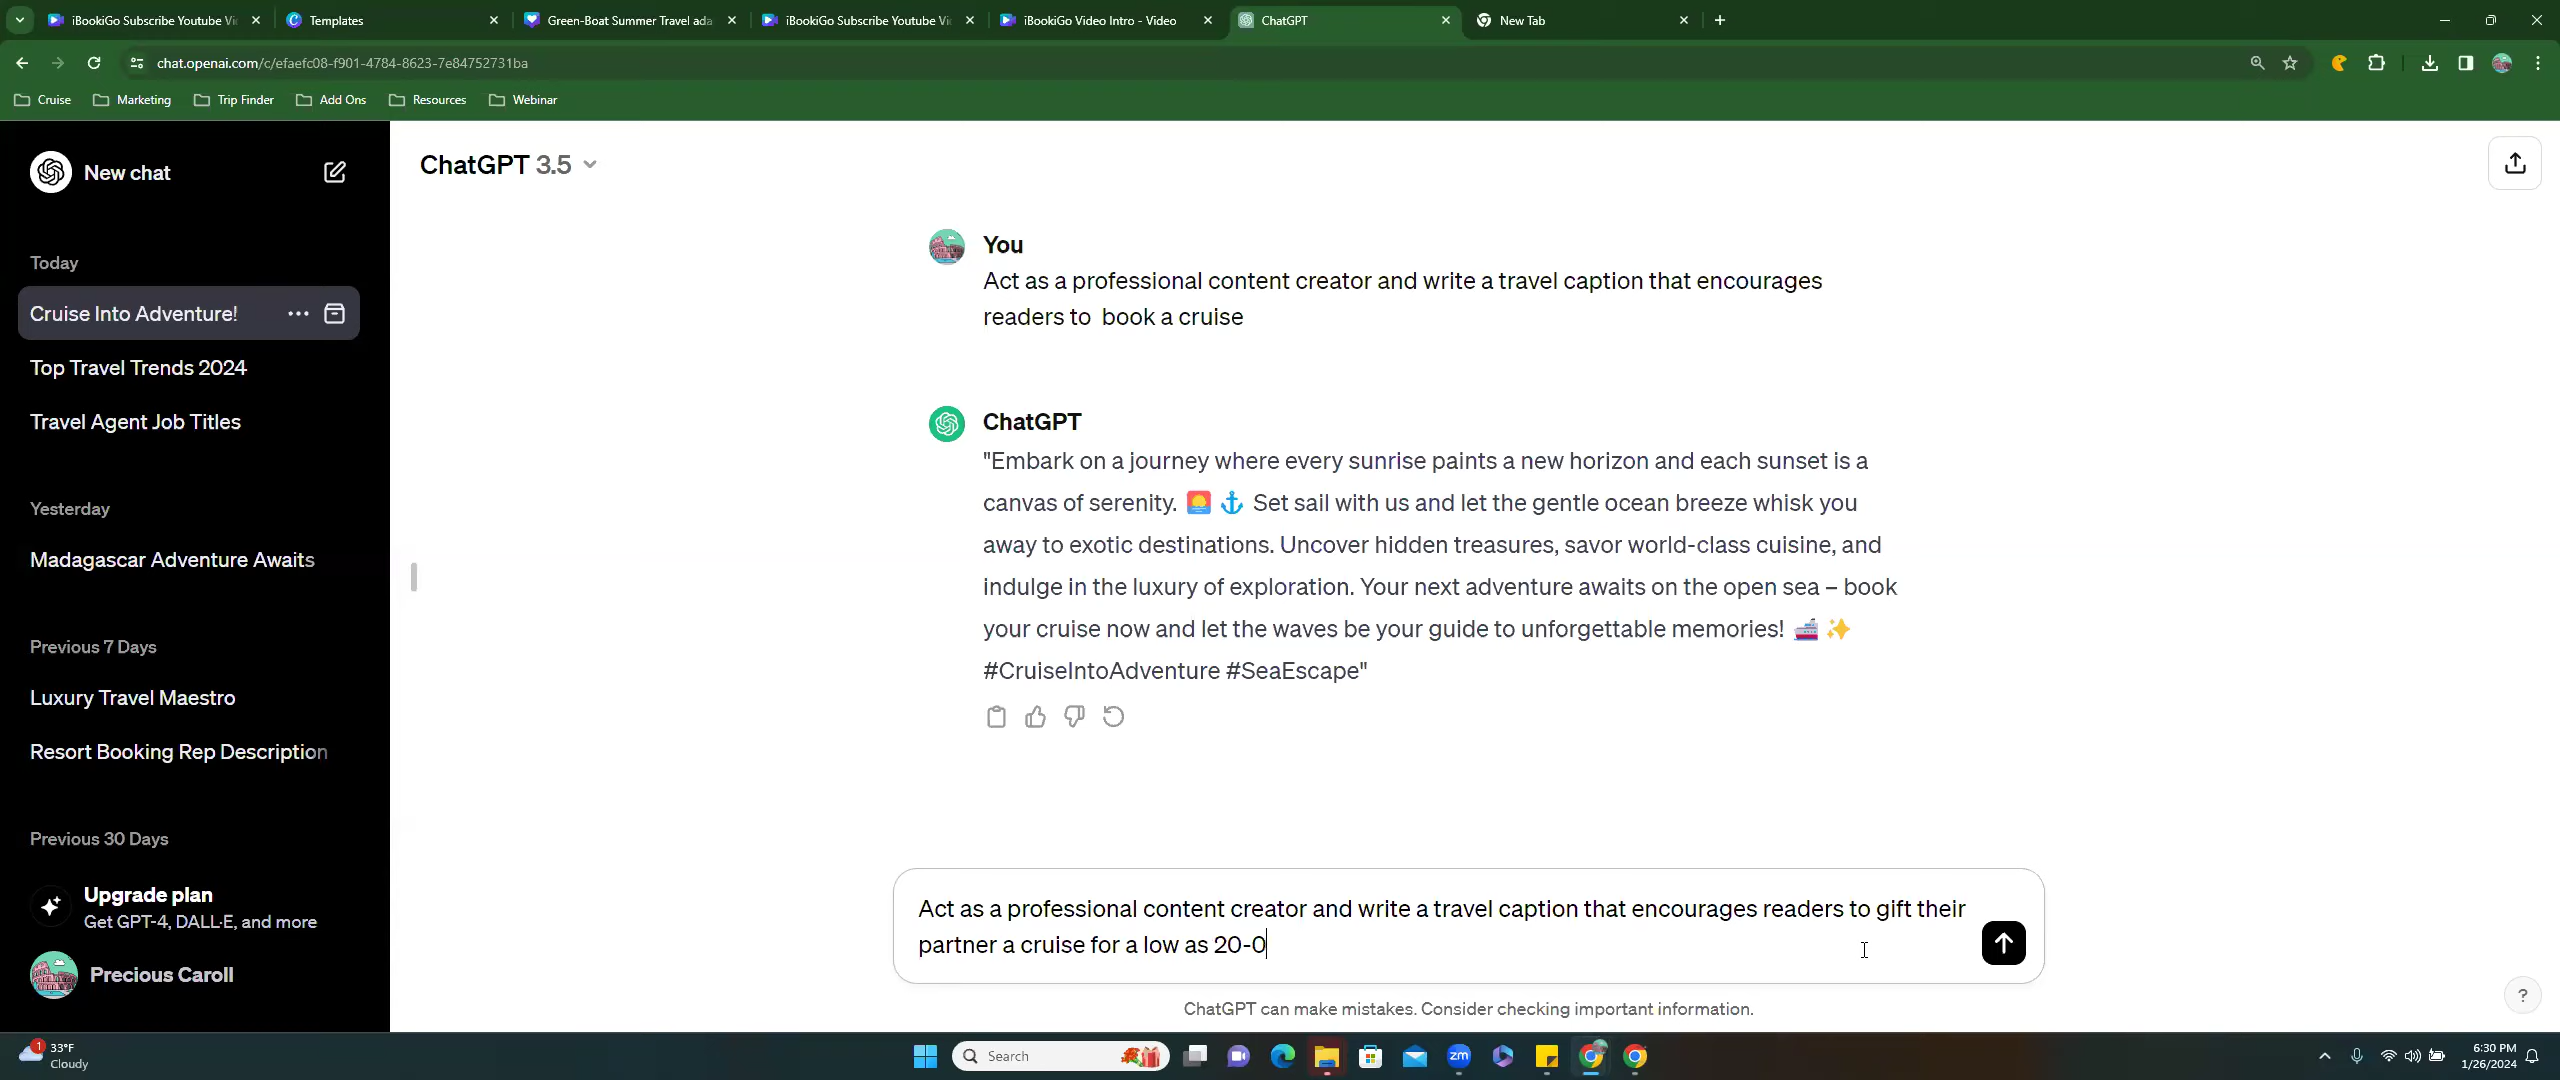 iBookiGo Subscribe Youtube Vi
Templates
Green-Boat Summer Travel ada
iBookiGo Subscribe Youtube Vi
iBookiGo Video Intro - Video
ChatGPT
New Tab
chat.openai.com/c/efaefc08-f901-4784-8623-7e84752731ba
Cruise
Marketing
Trip Finder
Add Ons
Resources
Webinar
New chat
Today
Cruise Into Adventure!
Top Travel Trends 2024
Travel Agent Job Titles
Yesterday
Madagascar Adventure Awaits
Previous 7 Days
Luxury Travel Maestro
Resort Booking Rep Description
Previous 30 Days
Upgrade plan
Get GPT-4, DALL·E, and more
Precious Caroll
ChatGPT 3.5
You
Act as a professional content creator and write a travel caption that encourages
readers to  book a cruise
ChatGPT
"Embark on a journey where every sunrise paints a new horizon and each sunset is a
canvas of serenity. 🌅⚓ Set sail with us and let the gentle ocean breeze whisk you
away to exotic destinations. Uncover hidden treasures, savor world-class cuisine, and
indulge in the luxury of exploration. Your next adventure awaits on the open sea – book
your cruise now and let the waves be your guide to unforgettable memories! 🚢✨
#CruiseIntoAdventure #SeaEscape"
Act as a professional content creator and write a travel caption that encourages readers to gift their
partner a cruise for a low as 20-0
ChatGPT can make mistakes. Consider checking important information.
?
1
33°F
Cloudy
Search
zm
6:30 PM
1/26/2024